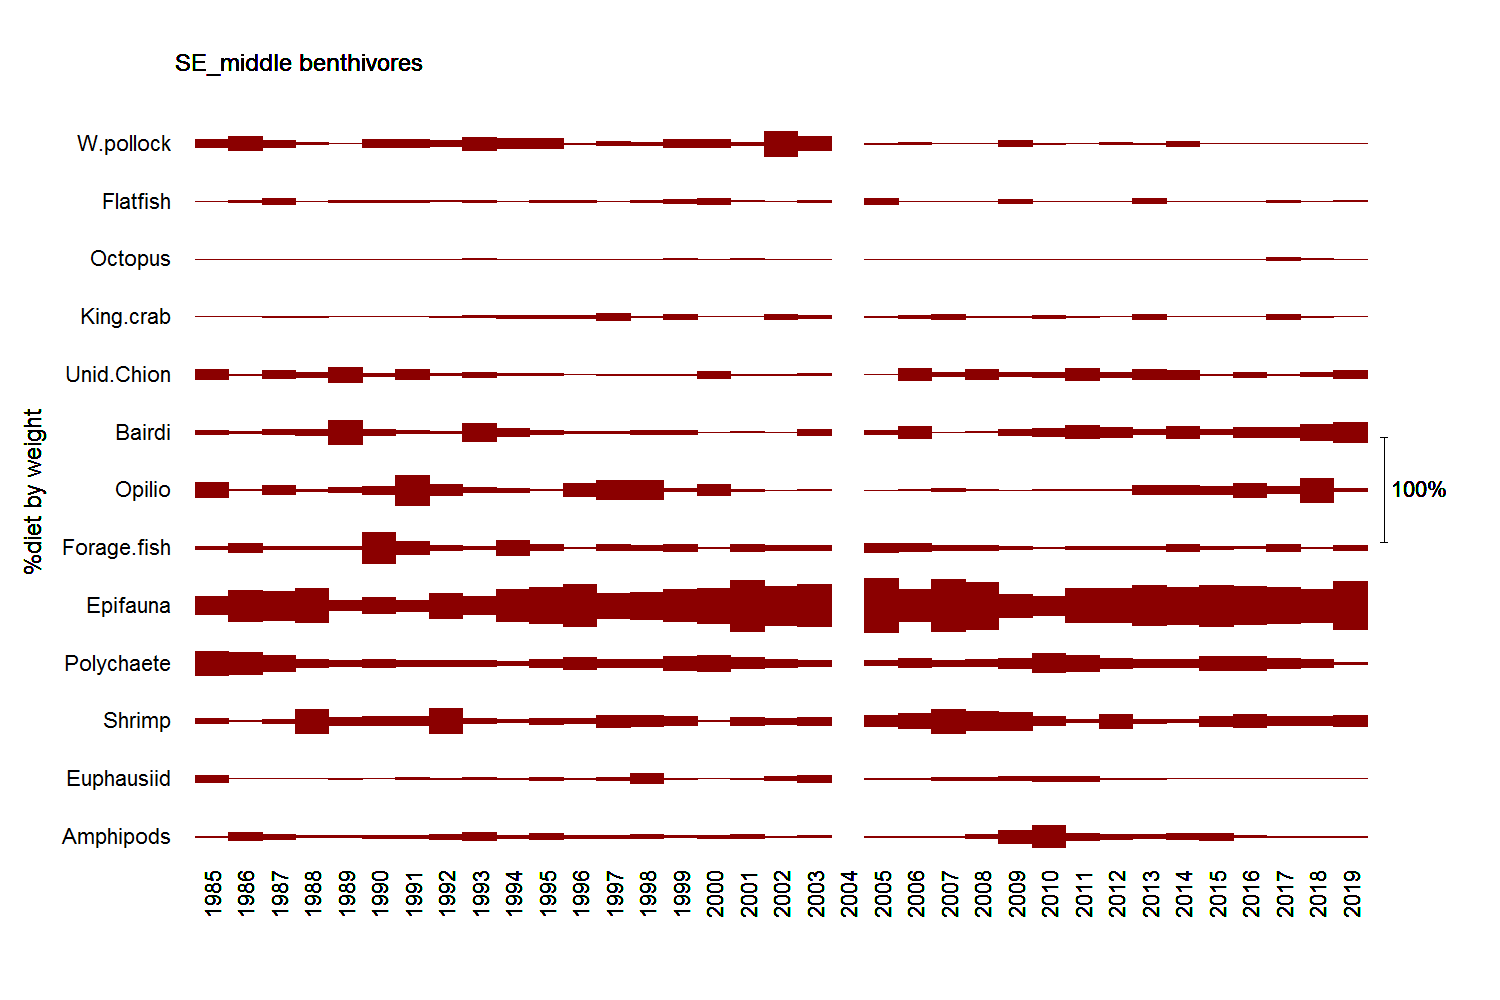 SE_middle benthivores
W.pollock
Flatfish
Octopus
King.crab
Unid.Chion
Bairdi
Opilio
Forage.fish
Epifauna
Polychaete
Shrimp
Euphausiid
Amphipods
%diet by weight
100%
1985 1986 1987 1988 1989 1990 1991 1992 1993 1994 1995 1996 1997 1998 1999 2000 2001 2002 2003 2004 2005 2006 2007 2008 2009 2010 2011 2012 2013 2014 2015 2016 2017 2018 2019